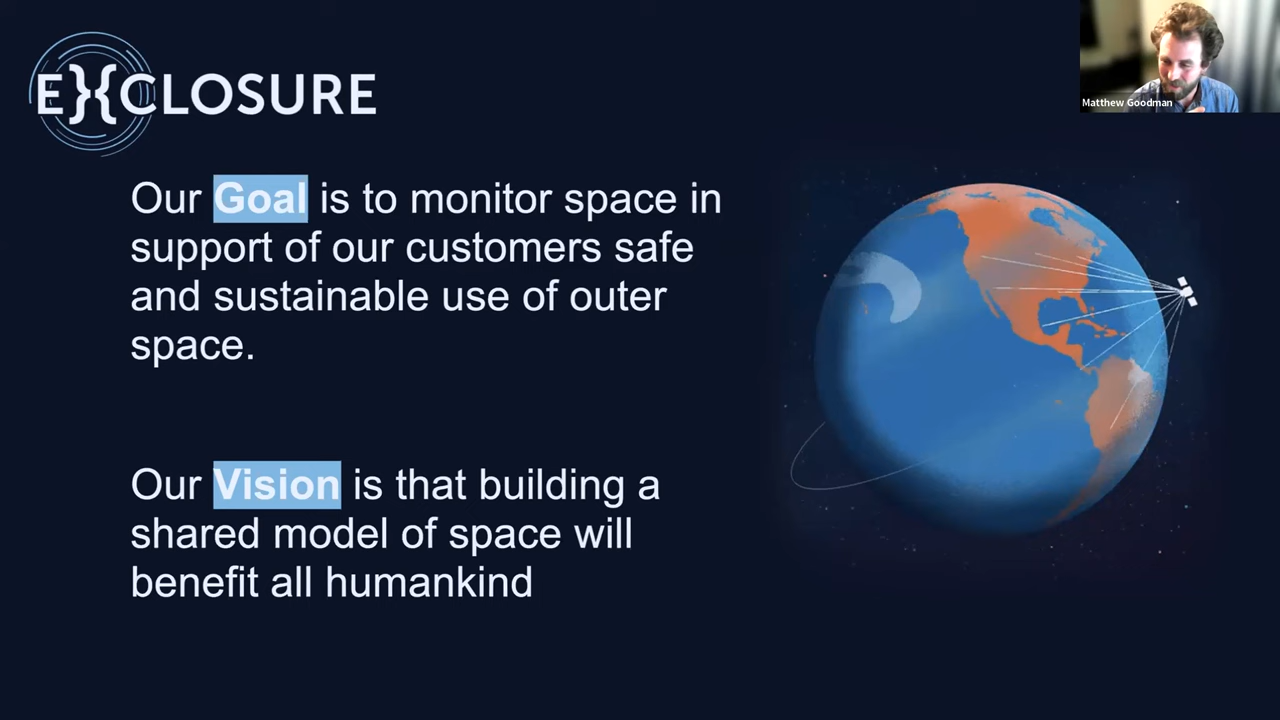 EXCLOSURE
Matthew Goodman
Our Goal is to monitor space in
support of our customers safe
and sustainable use of outer
space.
Our Vision is that building a
shared model of space will
benefit all humankind